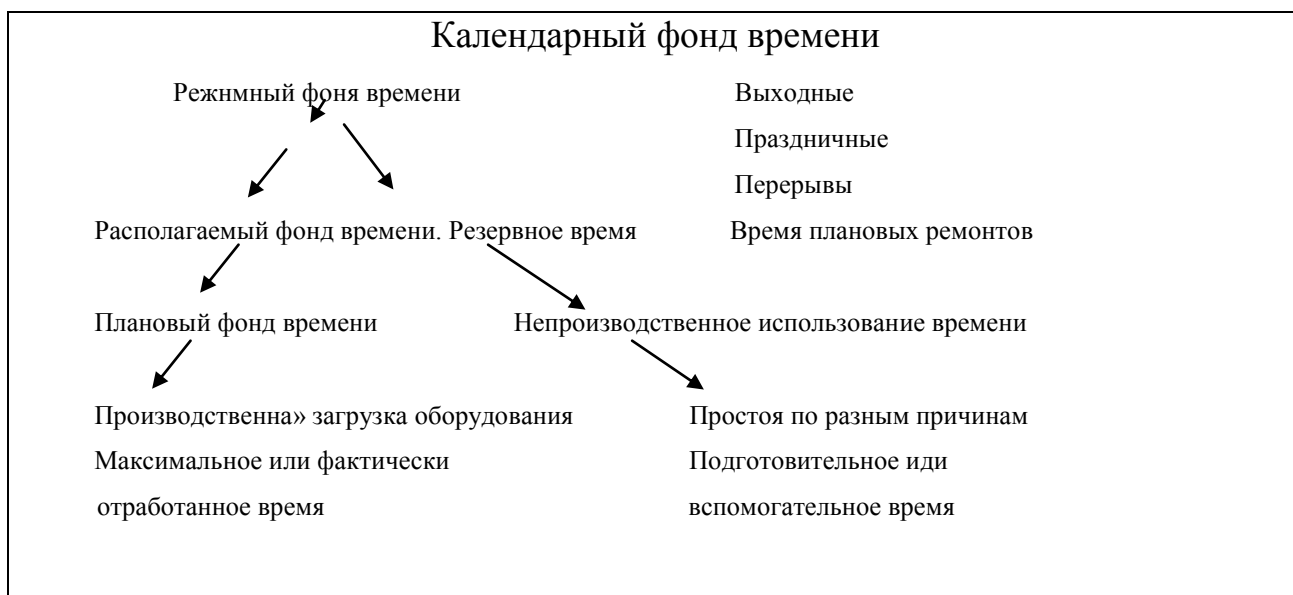 Календарный фонд времени
Режнмный фоня времени
Выходные
Праздничные
Перерывы
Располагаемый фонд времени. Резервное время
Время плановых ремонтов
Плановый фонд времени
Непроизводственное использование времени
Производственна» загрузка оборудования
Простоя по разным причинам
Максимальное или фактически
Подготовительное иди
отработанное время
вспомогательное время